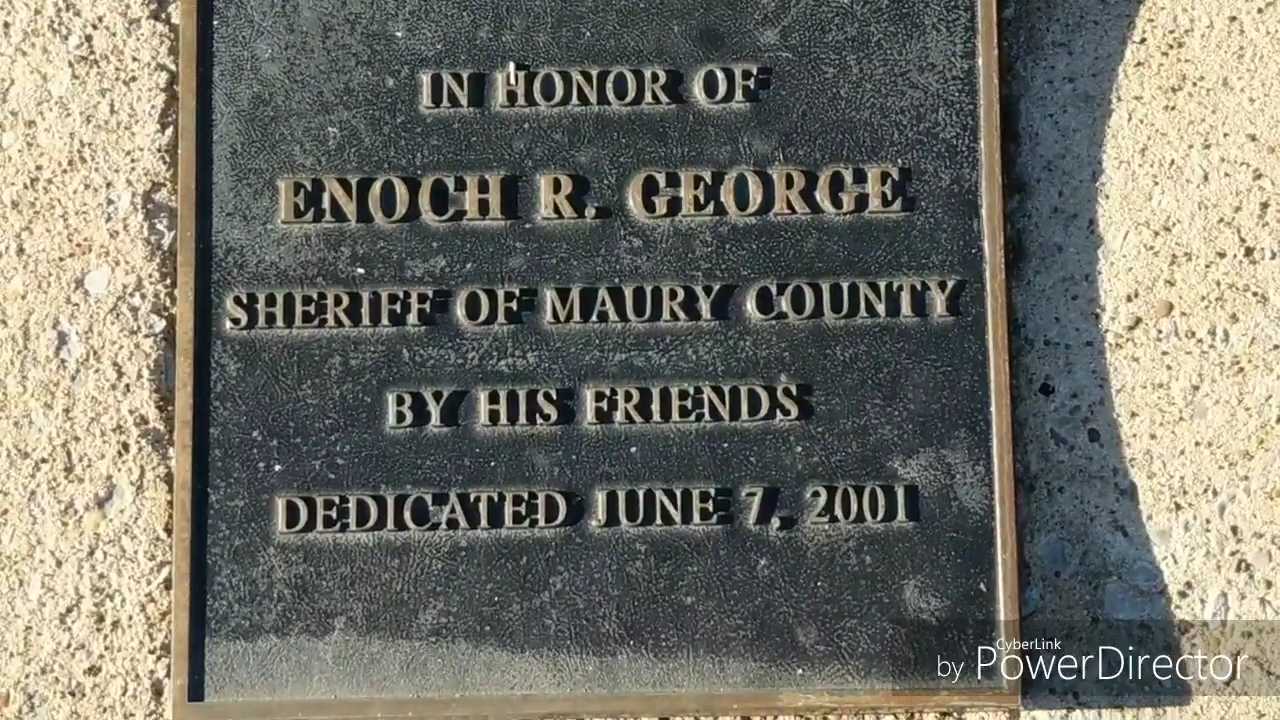 IN HONOR OF
ENOCH R. GEORGE
SHERIFF OF MAURY COUNTY
BY HIS FRIENDS
DEDICATED JUNE 7, 2001
CyberLink
by PowerDirector